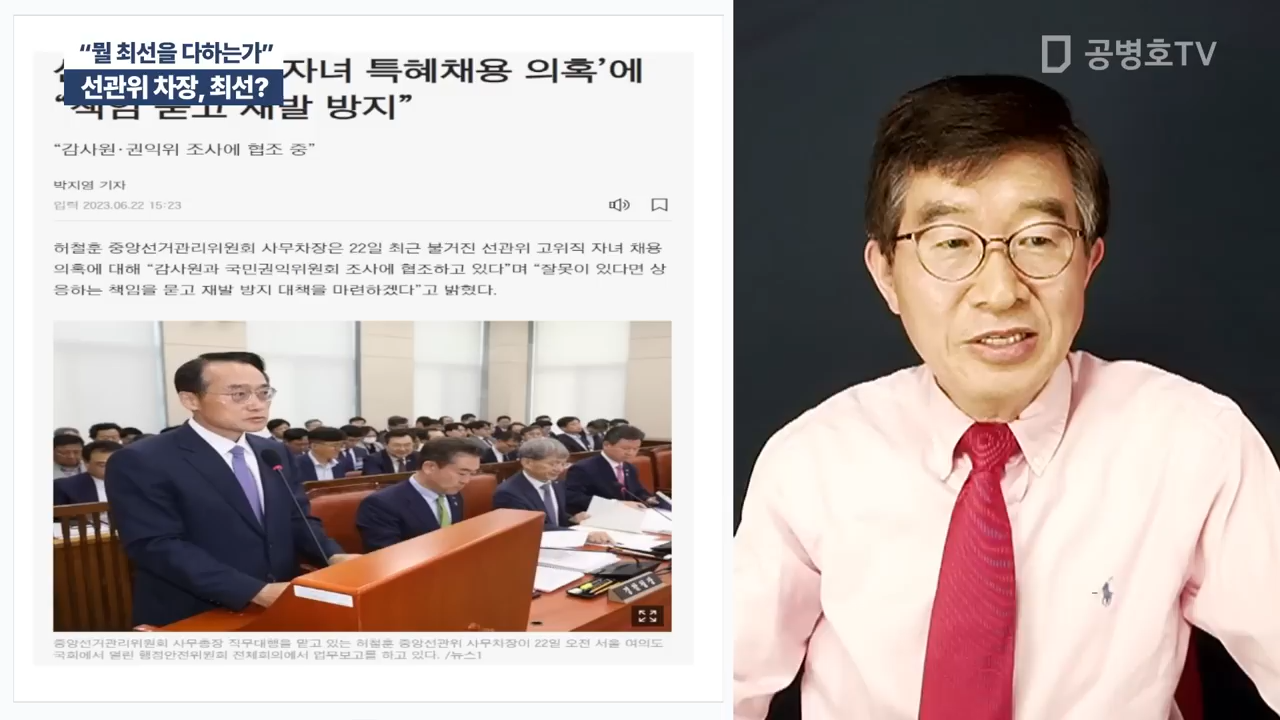 “뭘 최선을 다하는가”
선관위 차장, 최선?
자녀 특혜채용 의혹’에
“책임 묻고 재발 방지”
“감사원·권익위 조사에 협조 중”
박지영 기자
입력 2023.06.22 15:23
허철훈 중앙선거관리위원회 사무차장은 22일 최근 불거진 선관위 고위직 자녀 채용
의혹에 대해 “감사원과 국민권익위원회 조사에 협조하고 있다”며 “잘못이 있다면 상
응하는 책임을 묻고 재발 방지 대책을 마련하겠다”고 밝혔다.
경찰청장
중앙선거관리위원회 사무총장 직무대행을 맡고 있는 허철훈 중앙선관위 사무차장이 22일 오전 서울 여의도
국회에서 열린 행정안전위원회 전체회의에서 업무보고를 하고 있다. /뉴스1
공병호TV